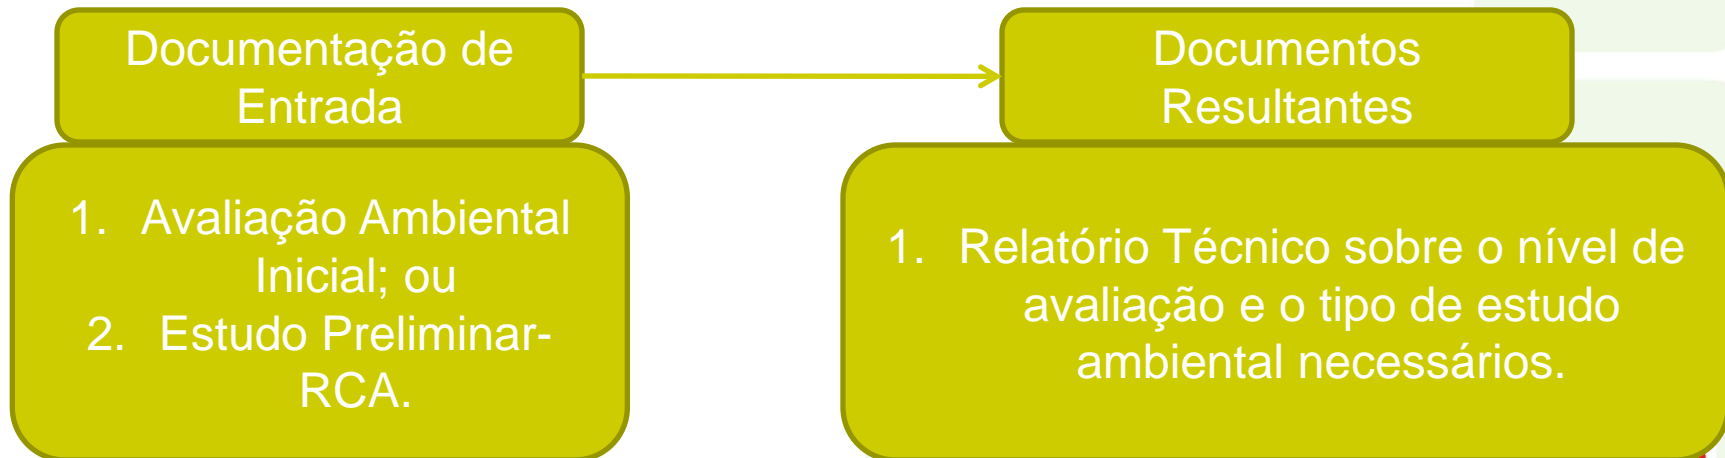 Documentação de
Entrada
1. Avaliação Ambiental
Inicial; ou
2. Estudo Preliminar-
RCA.
Documentos
Resultantes
1. Relatório Técnico sobre o nível de
avaliação e o tipo de estudo
ambiental necessários.